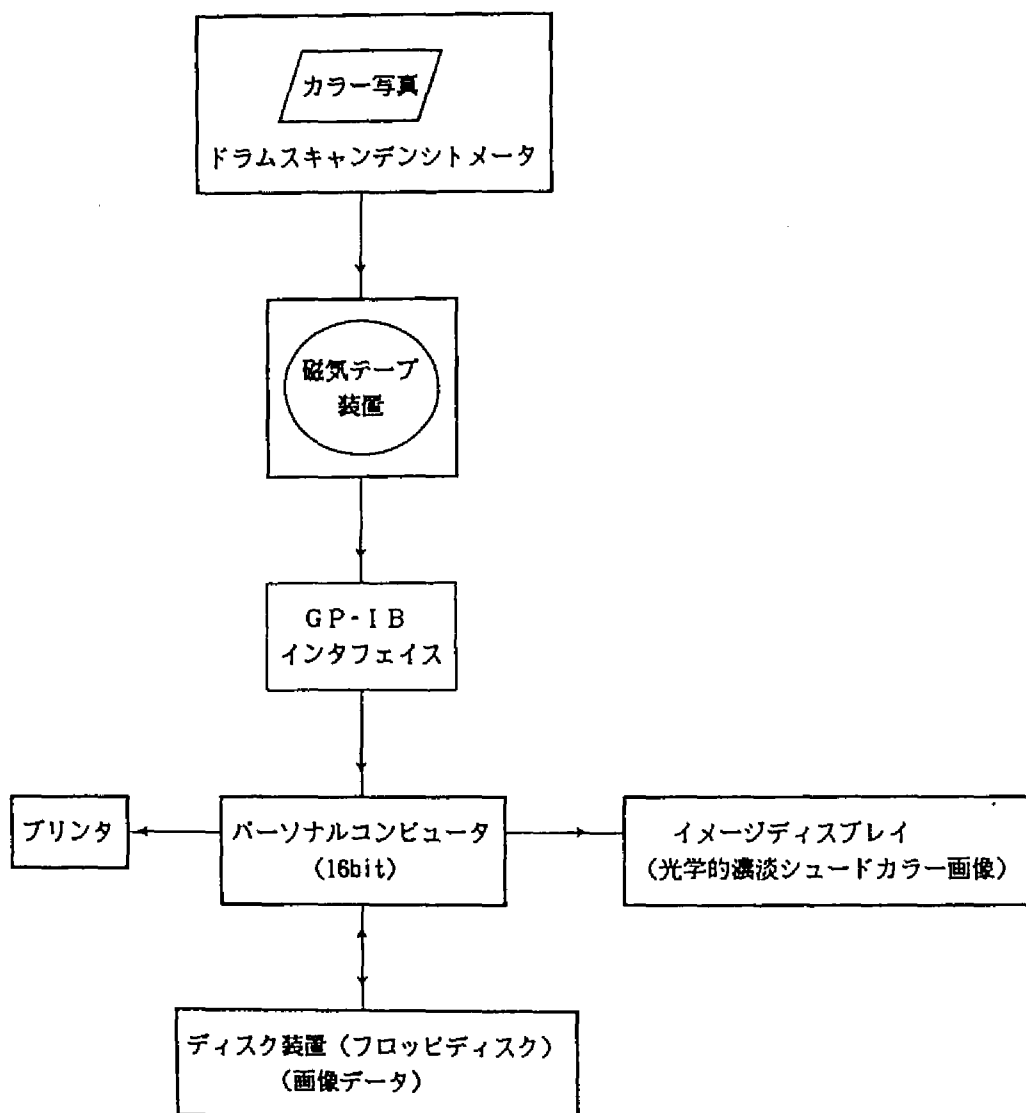 カラー写真
ドラムスキャンデンシトメータ
磁気テープ
装置
GP-IB
インタフェイス
プリンタ
パーソナルコンピュータ
(16bit)
イメージディスプレイ
(光学的濃淡シュードカラー画像)
ディスク装置(フロッピディスク)
(画像データ)